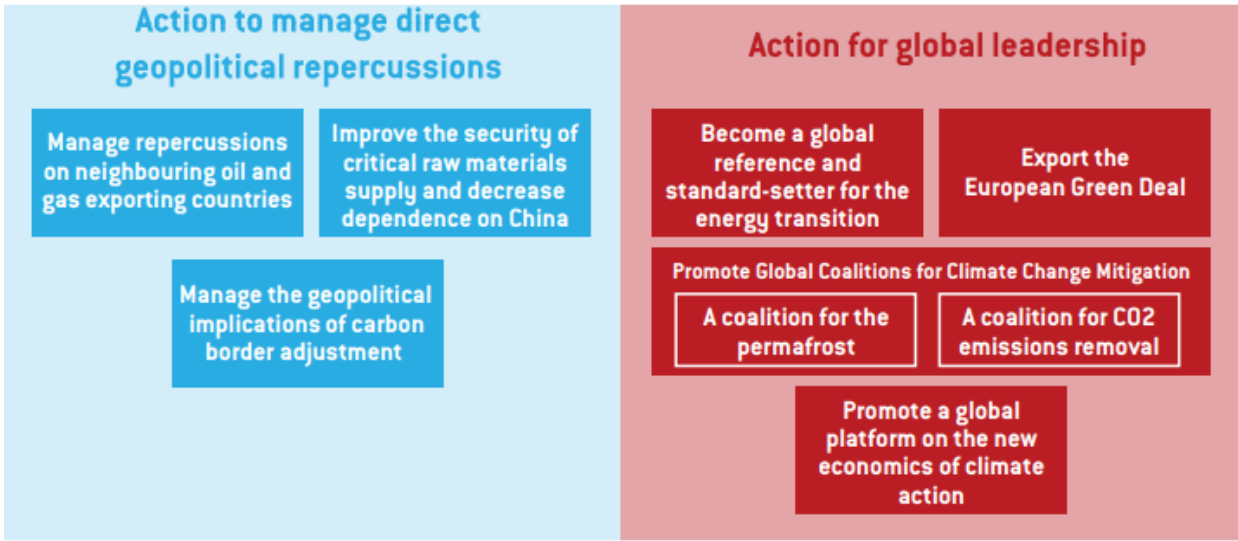 Action to manage direct
geopolitical repercussions
Manage repercussions
on neighbouring oil and
gas exporting countries
Improve the security of
critical raw materials
supply and decrease
dependence on China
Manage the geopolitical
implications of carbon
border adjustment
Action for global leadership
Become a global
reference and
standard-setter for the
energy transition
Export the
European Green Deal
Promote Global Coalitions for Climate Change Mitigation
A coalition for the
permafrost
A coalition for CO2
emissions removal
Promote a global
platform on the new
economics of climate
action